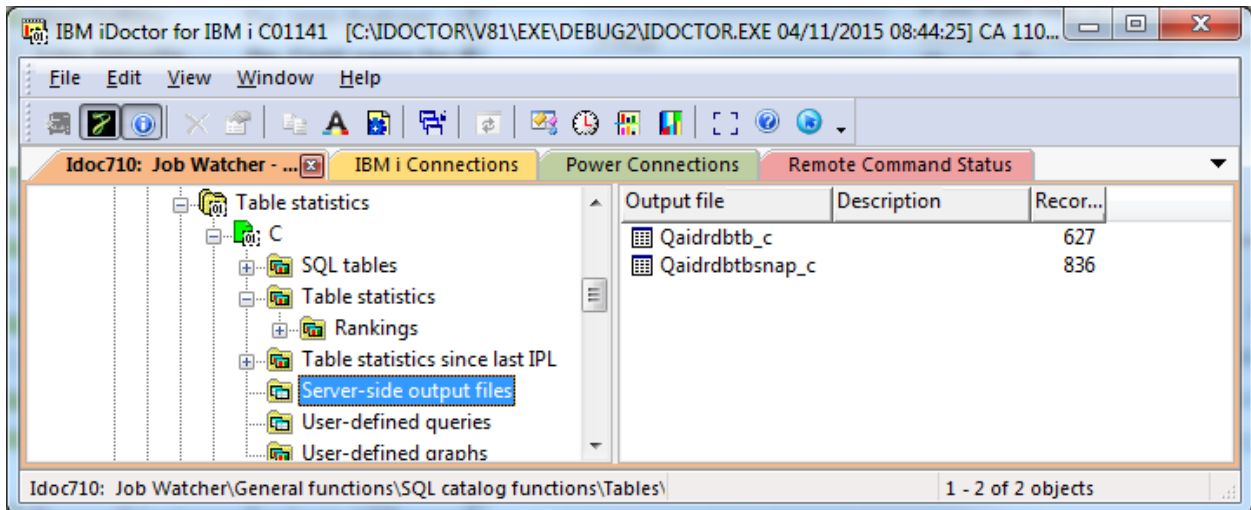 IBM iDoctor for IBM i C01141 [C:\IDOCTOR\V81\EXE\DEBUG2\IDOCTOR.EXE 04/11/2015 08:44:25] CA 110...
File Edit View Window Help
Idoc710: Job Watcher - ... IBM i Connections Power Connections Remote Command Status
Table statistics
C
SQL tables
Table statistics
Rankings
Table statistics since last IPL
Server-side output files
User-defined queries
User-defined graphs
Output file Description Recor...
Qaidrdbtb_c 627
Qaidrdbtbsnap_c 836
Idoc710: Job Watcher\General functions\SQL catalog functions\Tables\ 1 - 2 of 2 objects